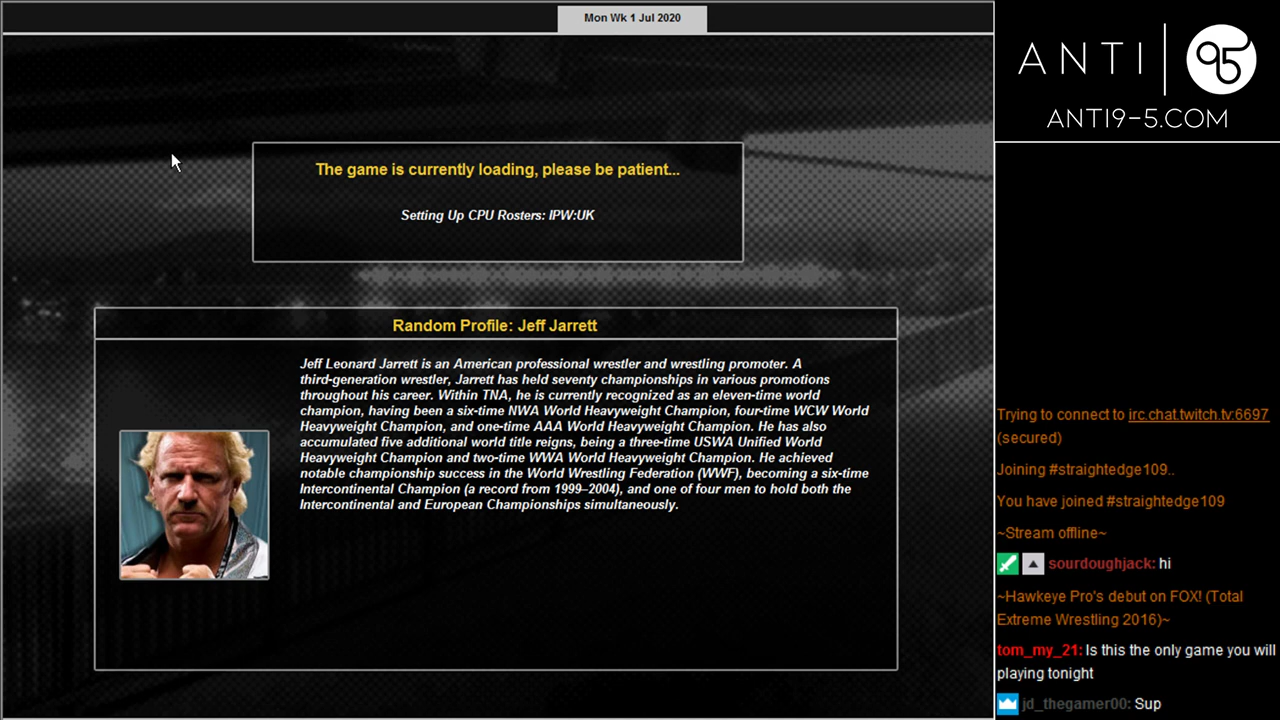 Mon Wk 1 Jul 2020
The game is currently loading, please be patient...
Setting Up CPU Rosters: IPW:UK
Random Profile: Jeff Jarrett
Jeff Leonard Jarrett is an American professional wrestler and wrestling promoter. A
third-generation wrestler, Jarrett has held seventy championships in various promotions
throughout his career. Within TNA, he is currently recognized as an eleven-time world
champion, having been a six-time NWA World Heavyweight Champion, four-time WCW World
Heavyweight Champion, and one-time AAA World Heavyweight Champion. He has also
accumulated five additional world title reigns, being a three-time USWA Unified World
Heavyweight Champion and two-time WWA World Heavyweight Champion. He achieved
notable championship success in the World Wrestling Federation (WWF), becoming a six-time
Intercontinental Champion (a record from 1999–2004), and one of four men to hold both the
Intercontinental and European Championships simultaneously.
ANTI 95
ANTI9-5.COM
Trying to connect to irc.chat.twitch.tv:6697
(secured)
Joining #straightedge109..
You have joined #straightedge109
~Stream offline~
sourdoughjack: hi
~Hawkeye Pro's debut on FOX! (Total
Extreme Wrestling 2016)~
tom_my_21: Is this the only game you will
playing tonight
jd_thegamer00: Sup